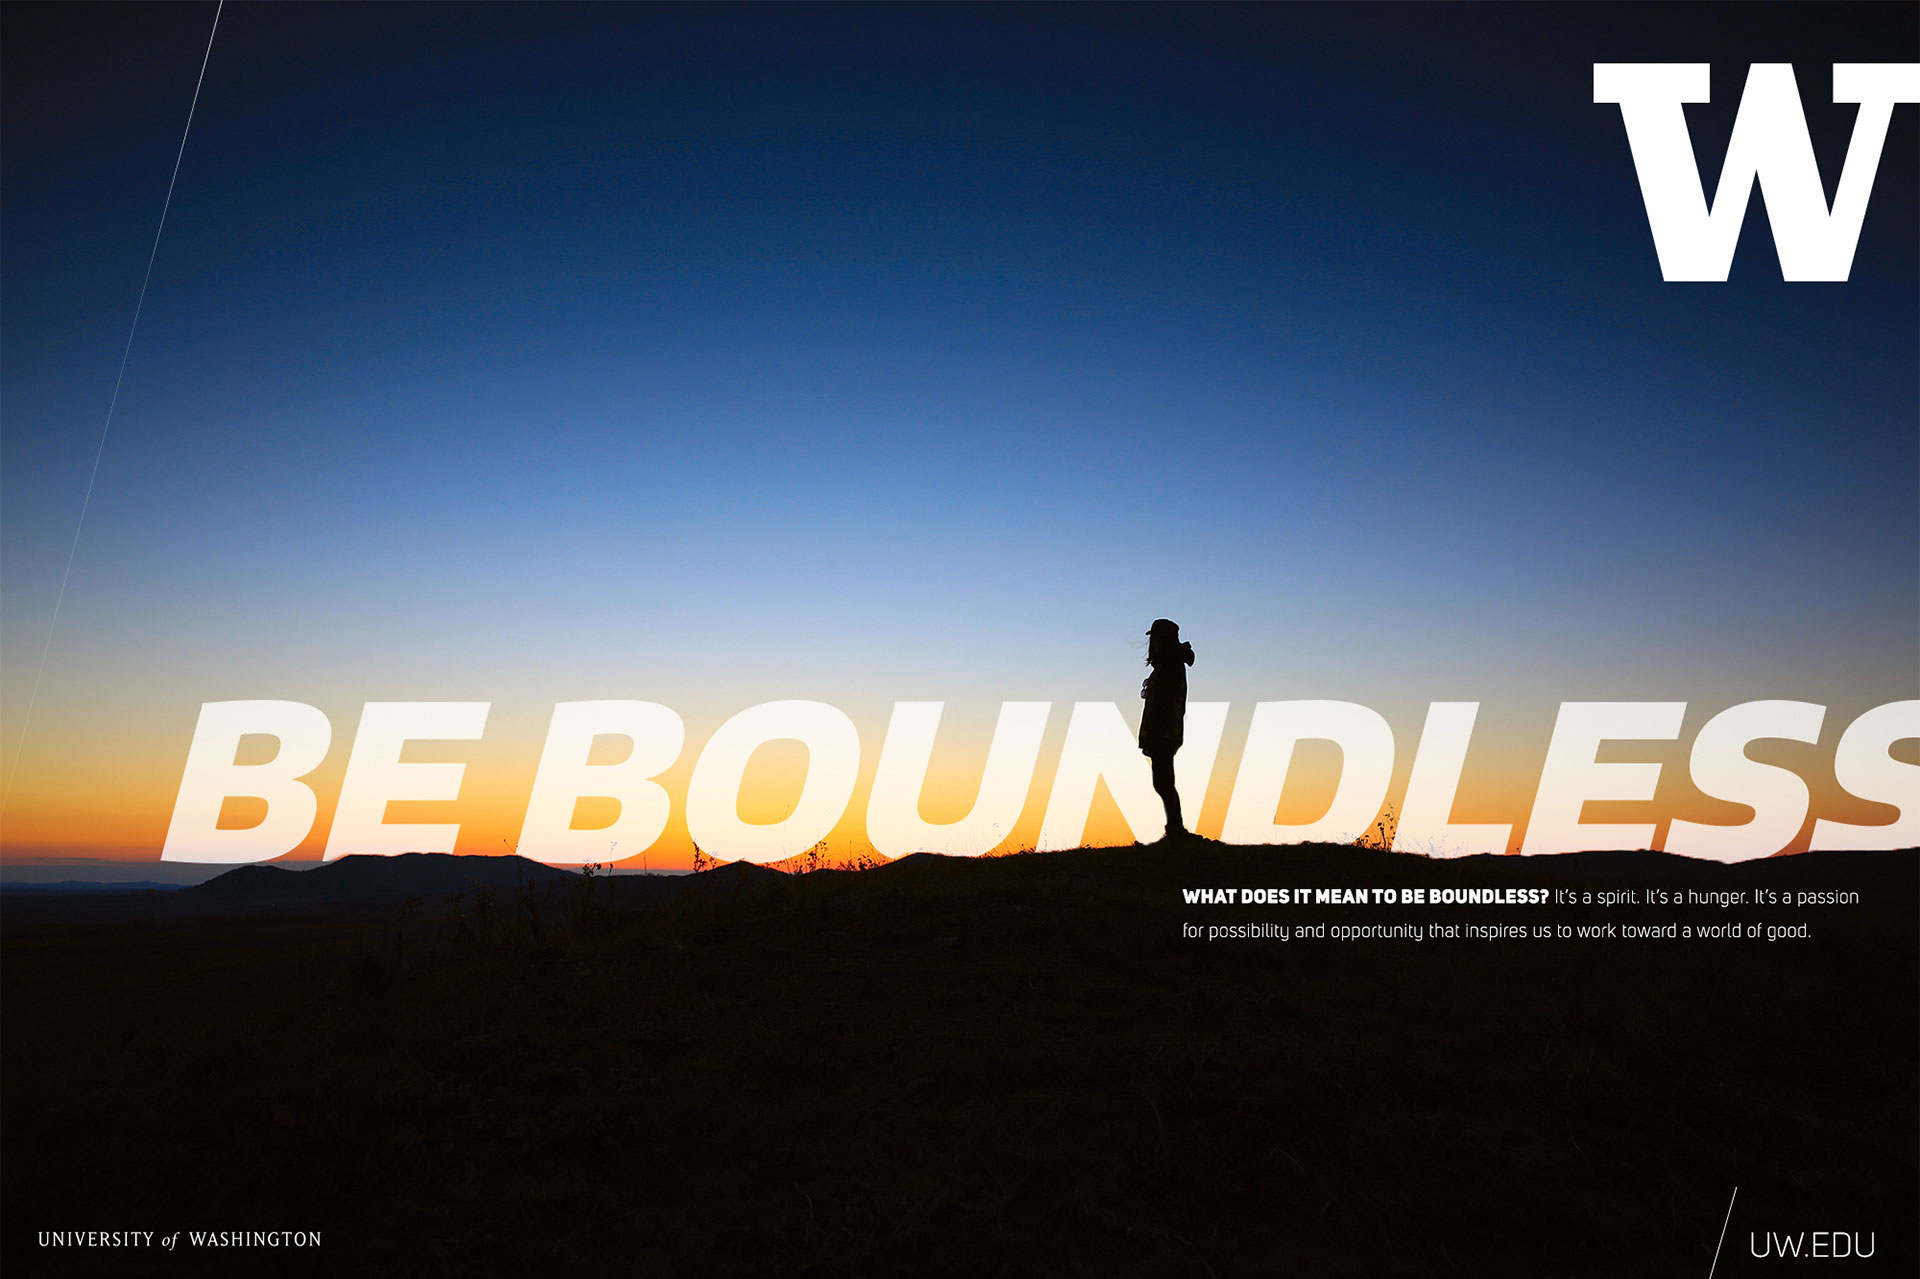 W
BE BOUNDLESS
WHAT DOES IT MEAN TO BE BOUNDLESS? It's a spirit. It's a hunger. It's a passion
for possibility and opportunity that inspires us to work toward a world of good.
UNIVERSITY of WASHINGTON
UW.EDU